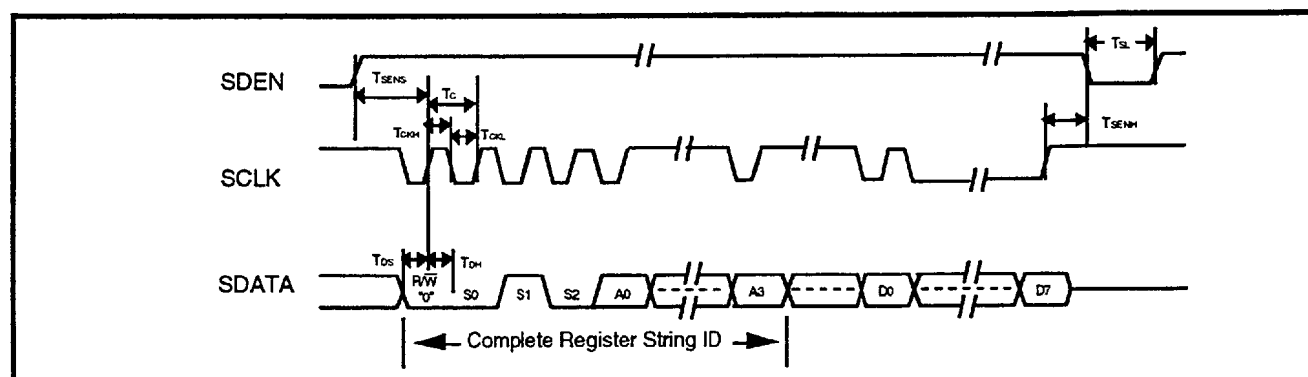 SDEN
TSENS
TC
TSL
TCKH
TCKL
TSENH
SCLK
TDS
TDH
SDATA
R/W̅
"0"
S0
S1
S2
A0
A3
D0
D7
Complete Register String ID